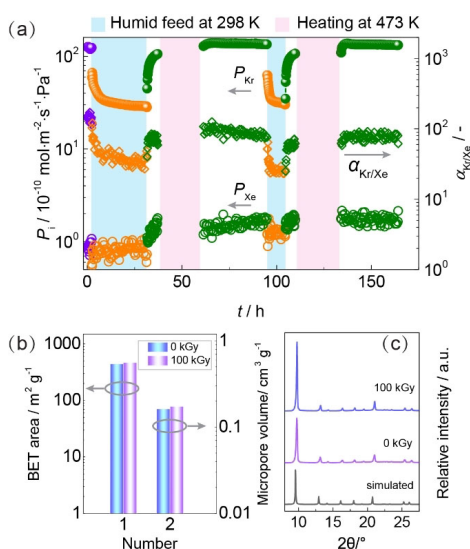 Humid feed at 298 K Heating at 473 K
(a)
10²
10¹
10⁰
P_i / 10⁻¹⁰ mol·m⁻²·s⁻¹·Pa⁻¹
P_Kr
α_Kr/Xe
P_Xe
10³
10²
10¹
10⁰
α_Kr/Xe / -
0 50 100 150
t / h
(b)
1000
100
10
1
BET area / m² g⁻¹
0 kGy
100 kGy
1
0.1
0.01
Micropore volume/ cm³ g⁻¹
1 2
Number
(c)
100 kGy
0 kGy
simulated
Relative intensity / a.u.
10 15 20 25
2θ/°